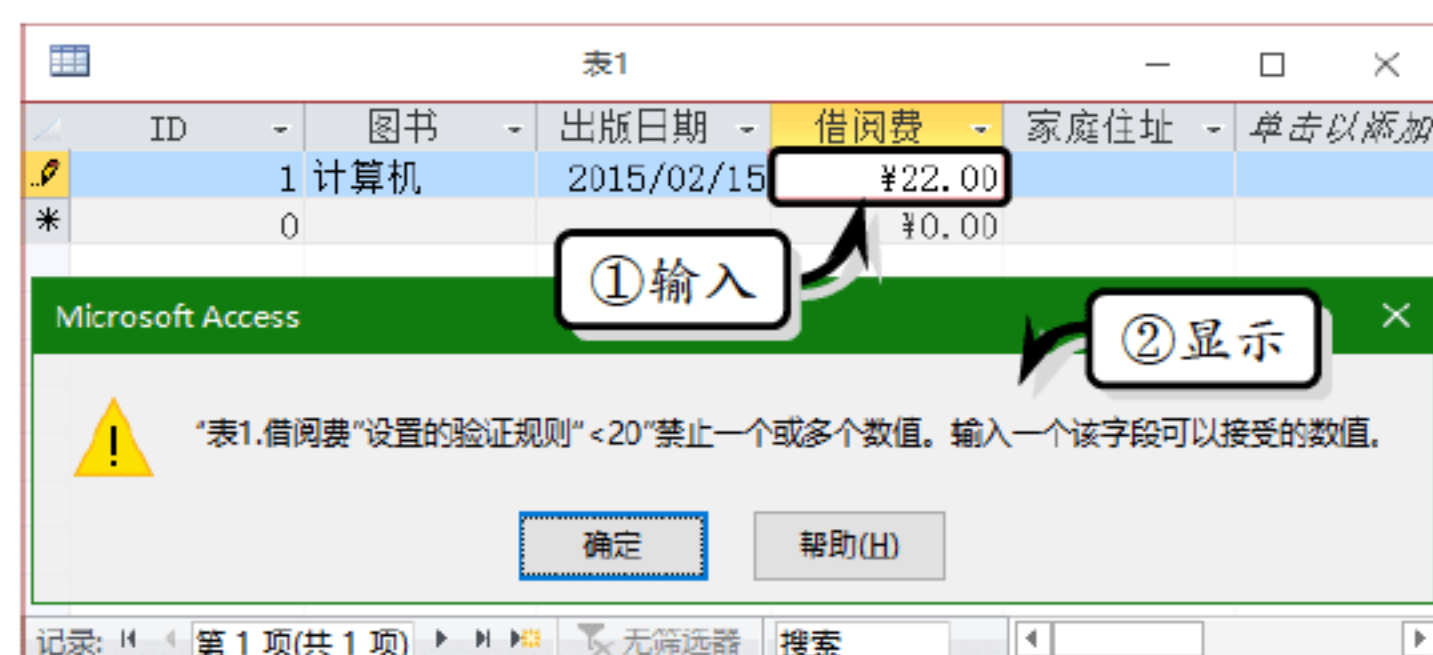 表1
ID 图书 出版日期 借阅费 家庭住址 单击以添加
1 计算机 2015/02/15 ¥22.00
0 ¥0.00
①输入
Microsoft Access
②显示
"表1.借阅费"设置的验证规则"<20"禁止一个或多个数值。输入一个该字段可以接受的数值。
确定 帮助(H)
记录: 第 1 项(共 1 项) 无筛选器 搜索